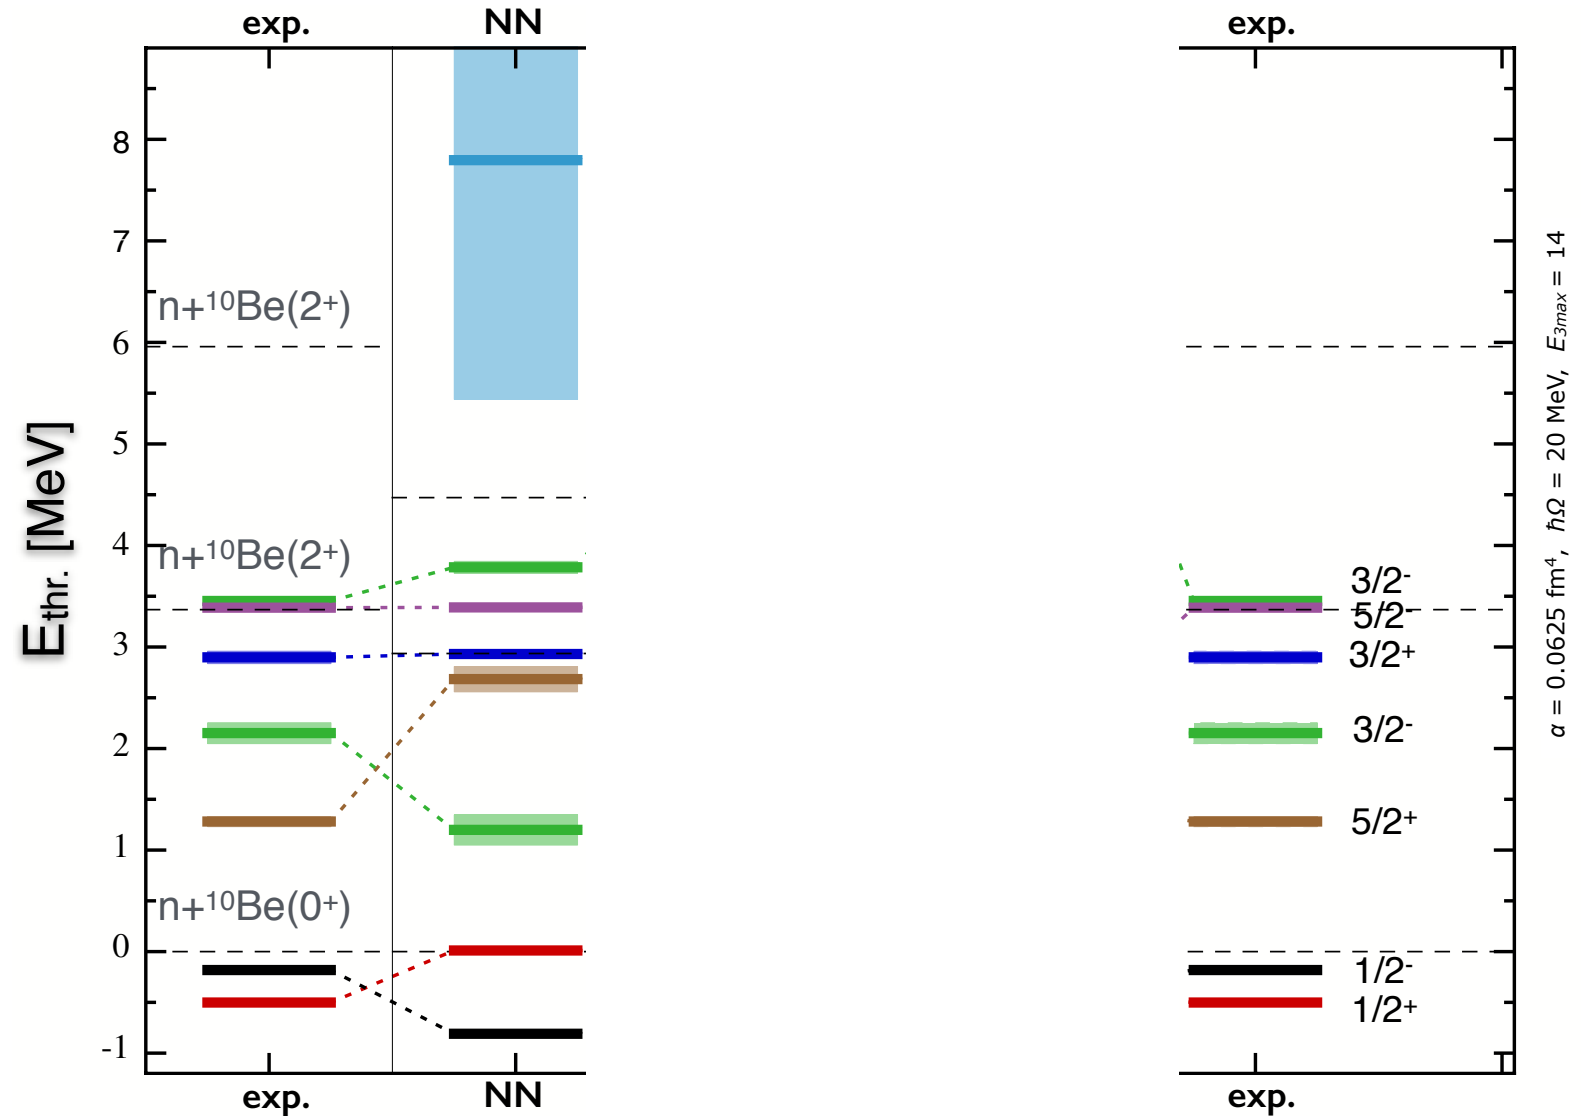 exp. NN exp.
8
7
n+¹⁰Be(2⁺)
6
5
4
n+¹⁰Be(2⁺)
3
2
1
n+¹⁰Be(0⁺)
0
-1
E_thr. [MeV]
3/2⁻
5/2⁻
3/2⁺
3/2⁻
5/2⁺
1/2⁻
1/2⁺
α = 0.0625 fm⁴, ℏΩ = 20 MeV, E_3max = 14
exp. NN exp.